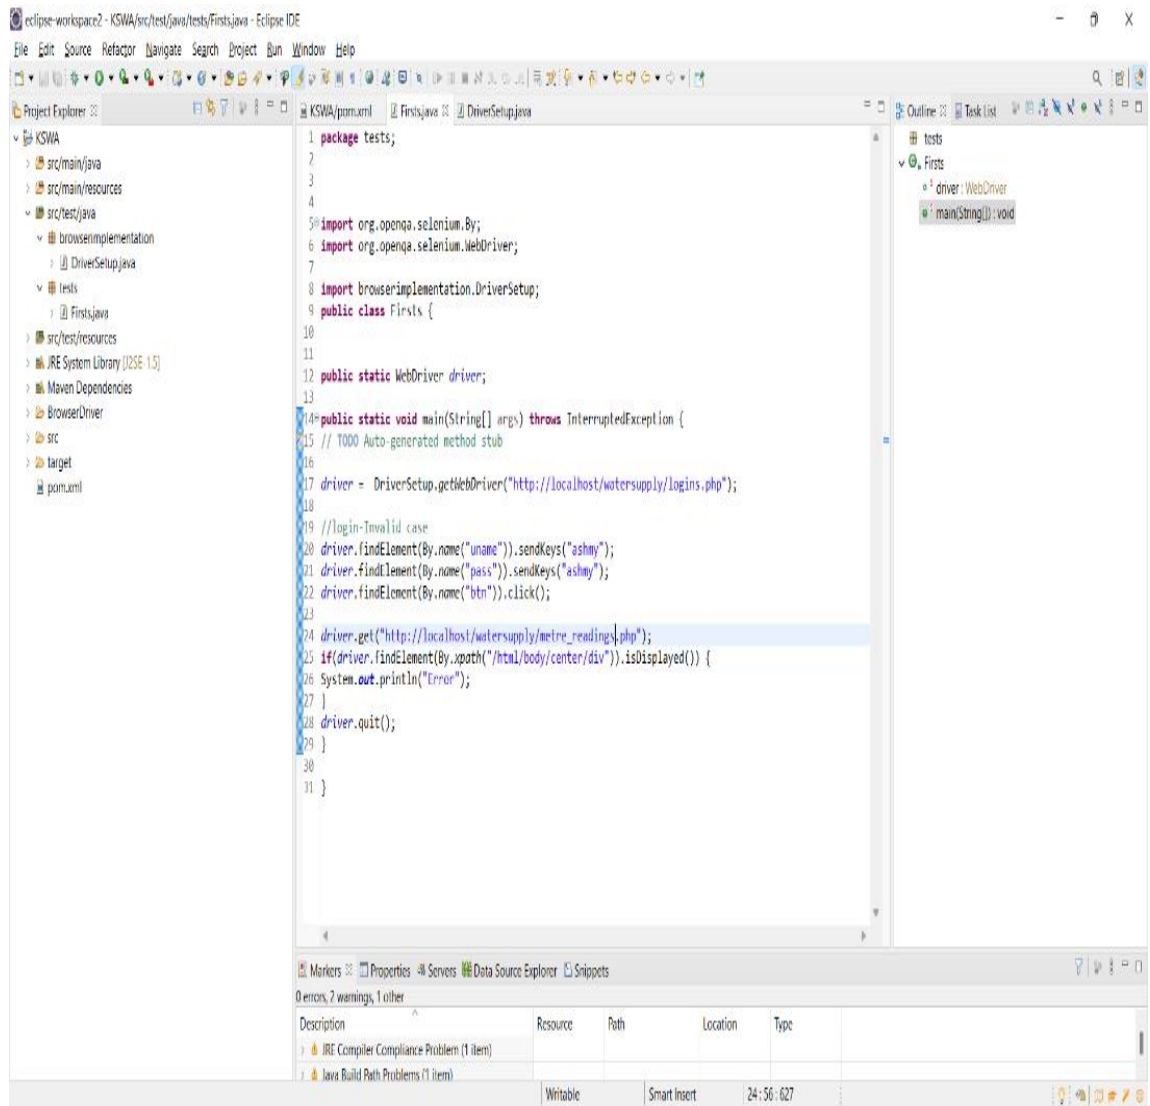 eclipse-workspace2 - KSWA/src/test/java/tests/Firsts.java - Eclipse IDE
File Edit Source Refactor Navigate Search Project Run Window Help
Project Explorer
KSWA
src/main/java
src/main/resources
src/test/java
browserimplementation
DriverSetup.java
tests
Firsts.java
src/test/resources
JRE System Library [J2SE-1.5]
Maven Dependencies
BrowserDriver
src
target
pom.xml
KSWA/pom.xml Firsts.java DriverSetup.java
1 package tests;
2
3
4
5 import org.openqa.selenium.By;
6 import org.openqa.selenium.WebDriver;
7
8 import browserimplementation.DriverSetup;
9 public class Firsts {
10
11
12 public static WebDriver driver;
13
14 public static void main(String[] args) throws InterruptedException {
15 // TODO Auto-generated method stub
16
17 driver = DriverSetup.getWebDriver("http://localhost/watersupply/logins.php");
18
19 //login-Invalid case
20 driver.findElement(By.name("uname")).sendKeys("ashmy");
21 driver.findElement(By.name("pass")).sendKeys("ashmy");
22 driver.findElement(By.name("btn")).click();
23
24 driver.get("http://localhost/watersupply/metre_readings.php");
25 if(driver.findElement(By.xpath("/html/body/center/div")).isDisplayed()) {
26 System.out.println("Error");
27 }
28 driver.quit();
29 }
30
31 }
Outline Task List
tests
Firsts
driver : WebDriver
main(String[]) : void
Markers Properties Servers Data Source Explorer Snippets
0 errors, 2 warnings, 1 other
Description Resource Path Location Type
JRE Compiler Compliance Problem (1 item)
Java Build Path Problems (1 item)
Writable Smart Insert 24 : 56 : 627